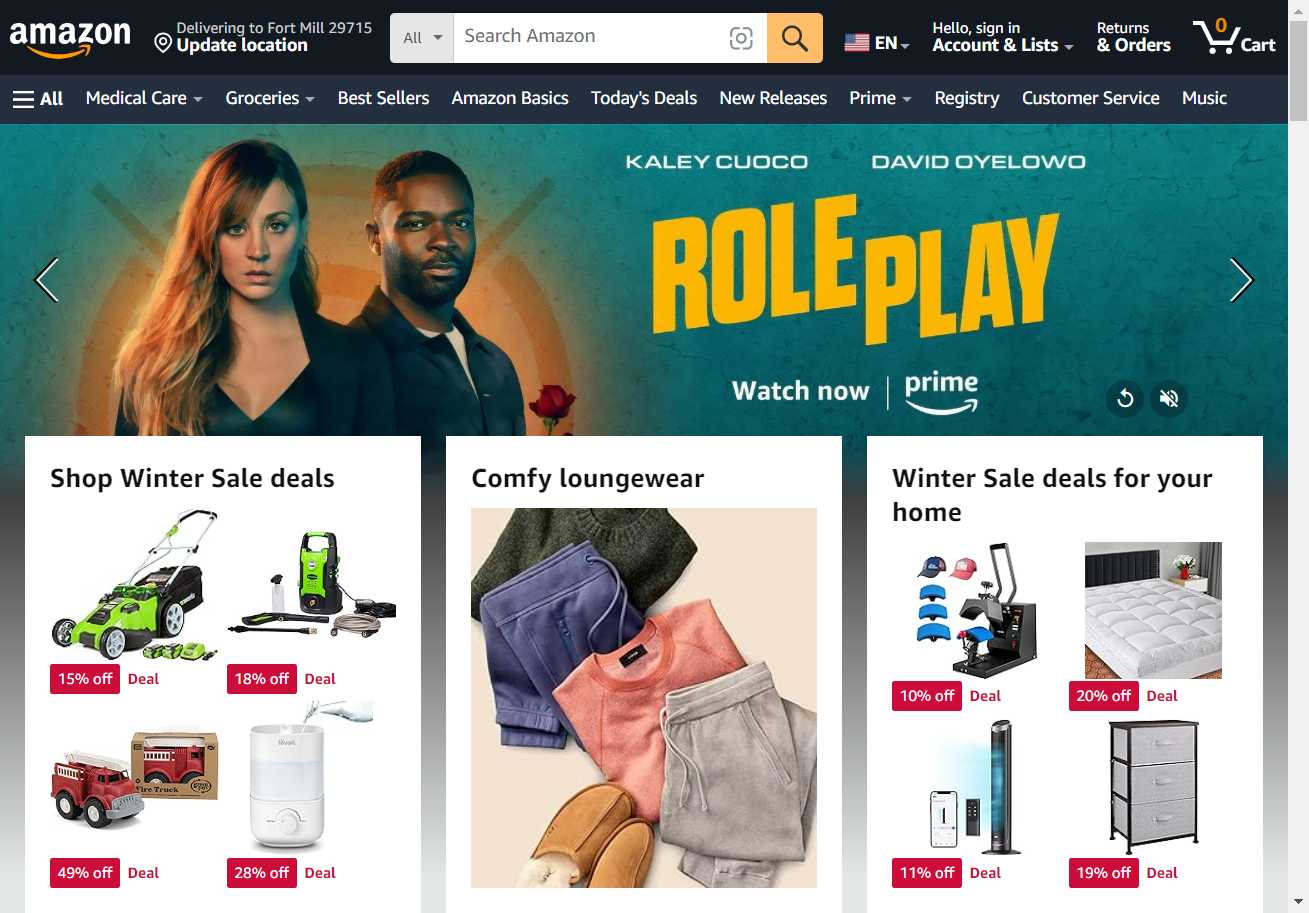 amazon
Delivering to Fort Mill 29715
Update location
All
Search Amazon
EN
Hello, sign in
Account & Lists
Returns
& Orders
0
Cart
All
Medical Care
Groceries
Best Sellers
Amazon Basics
Today's Deals
New Releases
Prime
Registry
Customer Service
Music
KALEY CUOCO
DAVID OYELOWO
ROLE PLAY
Watch now
prime
Shop Winter Sale deals
15% off
Deal
18% off
Deal
levoit
Fire Truck
49% off
Deal
28% off
Deal
Comfy loungewear
Winter Sale deals for your
home
10% off
Deal
20% off
Deal
11% off
Deal
19% off
Deal